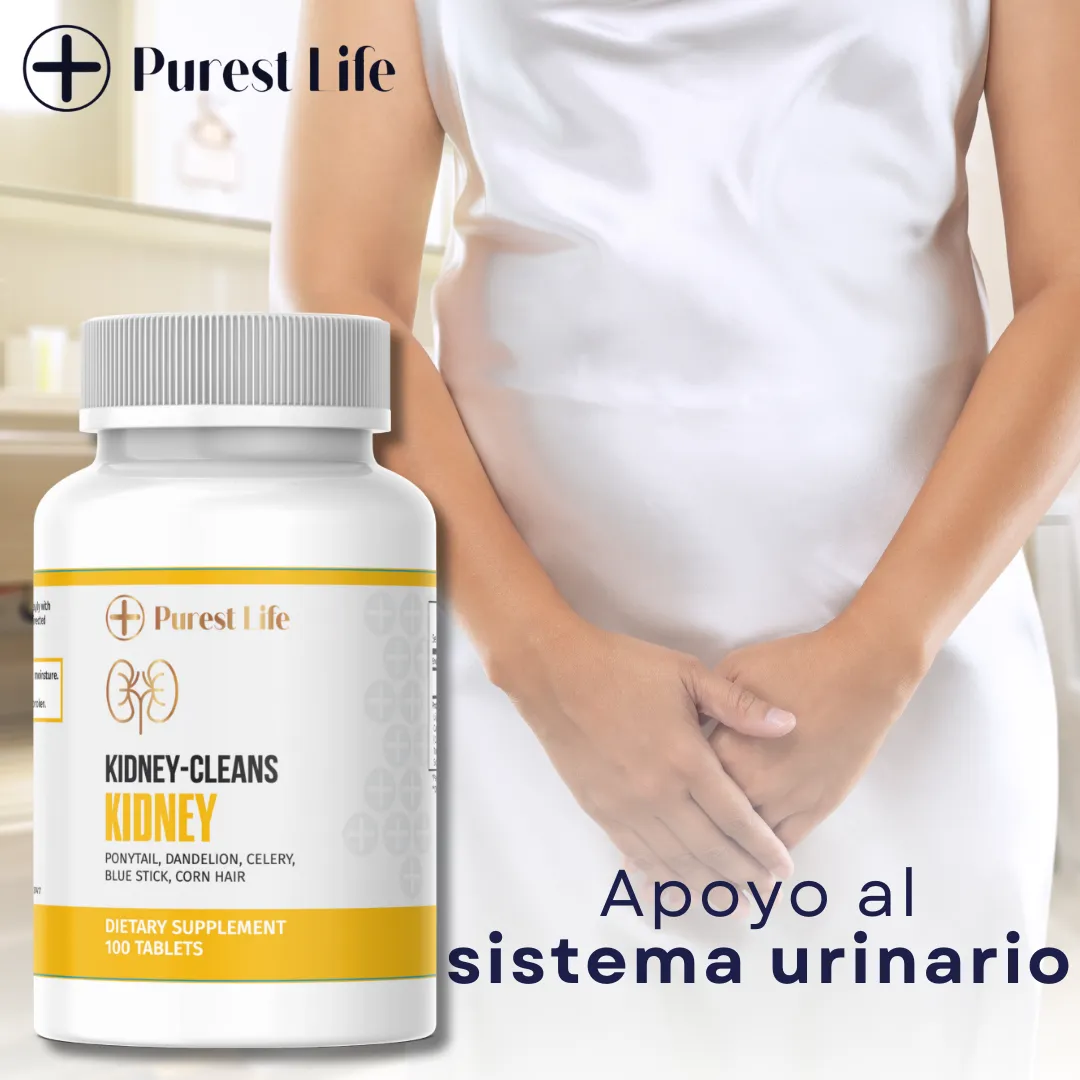 Purest Life
Purest Life
KIDNEY-CLEANS
KIDNEY
PONYTAIL, DANDELION, CELERY,
BLUE STICK, CORN HAIR
DIETARY SUPPLEMENT
100 TABLETS
Apoyo al
sistema urinario